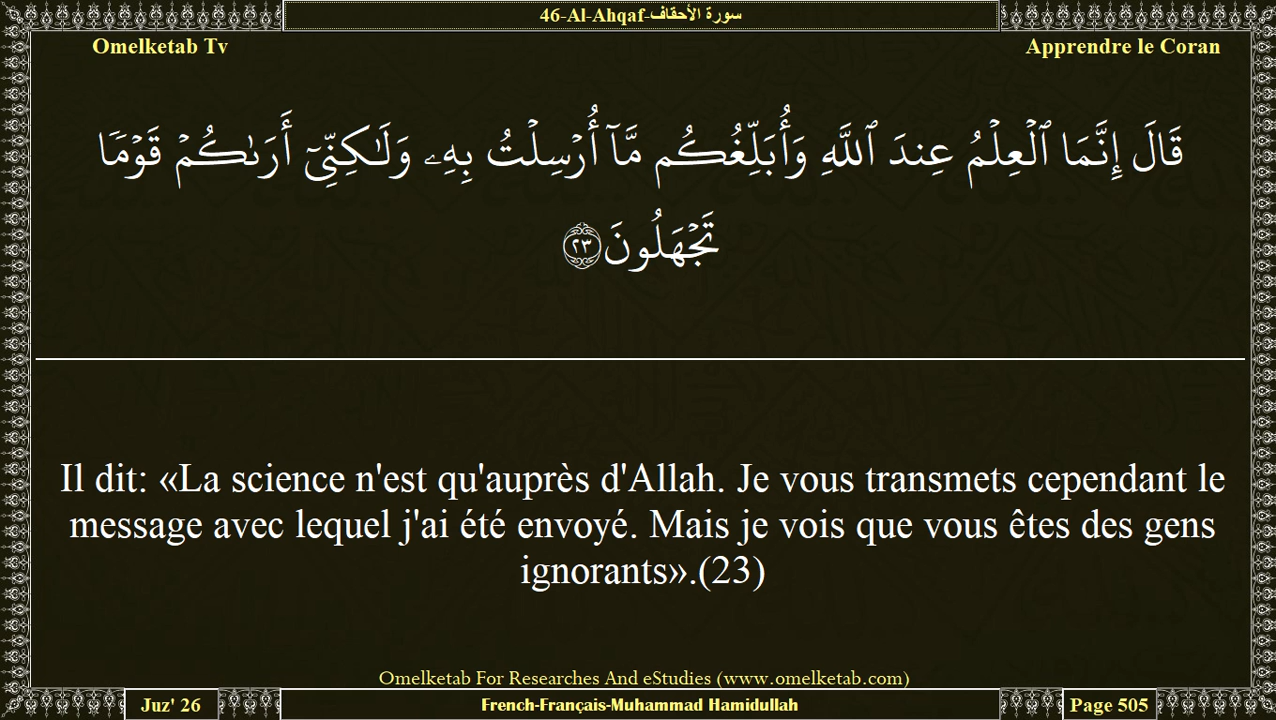 46-Al-Ahqaf-سورة الأحقاف
Omelketab Tv
Apprendre le Coran
قَالَ إِنَّمَا ٱلۡعِلۡمُ عِندَ ٱللَّهِ وَأُبَلِّغُكُم مَّآ أُرۡسِلۡتُ بِهِۦ وَلَٰكِنِّيٓ أَرَىٰكُمۡ قَوۡمٗا
تَجۡهَلُونَ ٢٣
Il dit: «La science n'est qu'auprès d'Allah. Je vous transmets cependant le
message avec lequel j'ai été envoyé. Mais je vois que vous êtes des gens
ignorants».(23)
Omelketab For Researches And eStudies (www.omelketab.com)
Juz' 26
French-Français-Muhammad Hamidullah
Page 505